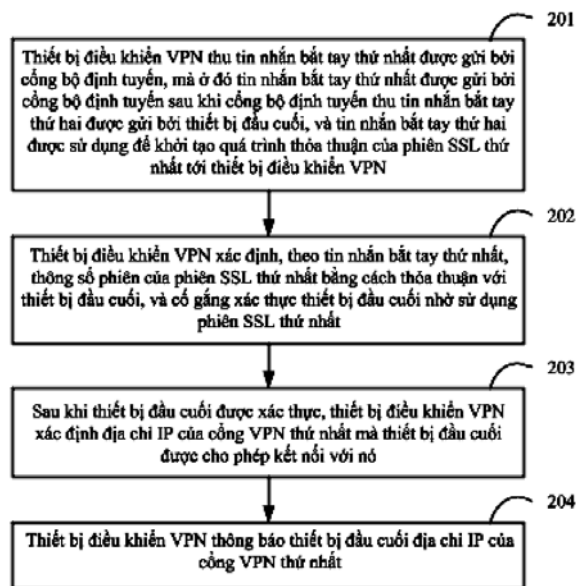 201
Thiết bị điều khiển VPN thu tin nhắn bắt tay thứ nhất được gửi bởi
cổng bộ định tuyến, mà ở đó tin nhắn bắt tay thứ nhất được gửi bởi
cổng bộ định tuyến sau khi cổng bộ định tuyến thu tin nhắn bắt tay
thứ hai được gửi bởi thiết bị đầu cuối, và tin nhắn bắt tay thứ hai
được sử dụng để khởi tạo quá trình thỏa thuận của phiên SSL thứ
nhất tới thiết bị điều khiển VPN
202
Thiết bị điều khiển VPN xác định, theo tin nhắn bắt tay thứ nhất,
thông số phiên của phiên SSL thứ nhất bằng cách thỏa thuận với
thiết bị đầu cuối, và cố gắng xác thực thiết bị đầu cuối nhờ sử dụng
phiên SSL thứ nhất
203
Sau khi thiết bị đầu cuối được xác thực, thiết bị điều khiển VPN
xác định địa chỉ IP của cổng VPN thứ nhất mà thiết bị đầu cuối
được cho phép kết nối với nó
204
Thiết bị điều khiển VPN thông báo thiết bị đầu cuối địa chỉ IP của
cổng VPN thứ nhất